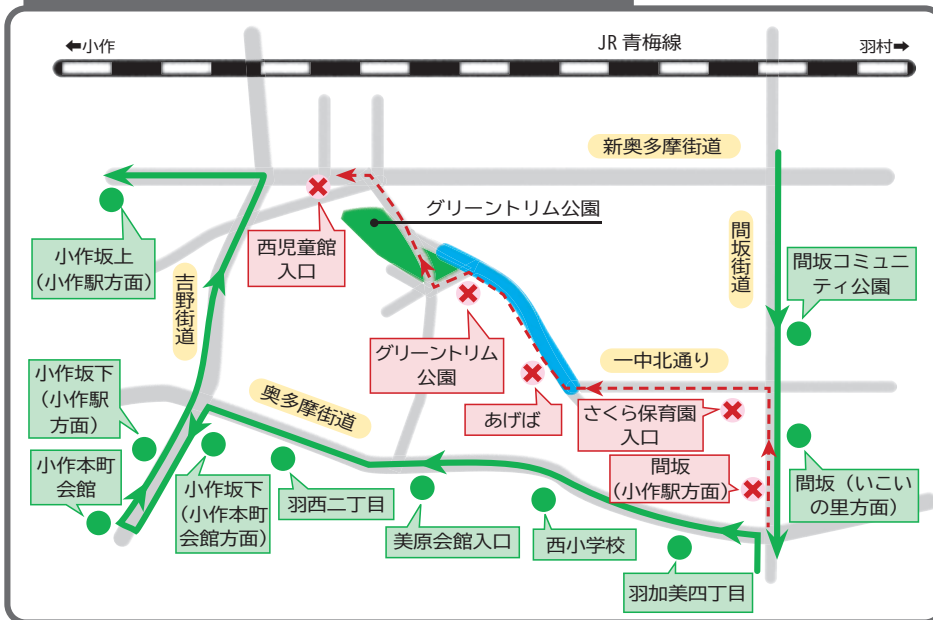 ←小作
JR 青梅線
羽村→
新奥多摩街道
グリーントリム公園
小作坂上
(小作駅方面)
西児童館
入口
吉野街道
間坂街道
間坂コミュニ
ティ公園
グリーントリム
公園
一中北通り
小作坂下
(小作駅
方面)
奥多摩街道
あげば
さくら保育園
入口
小作本町
会館
小作坂下
(小作本町
会館方面)
羽西二丁目
間坂
(小作駅方面)
間坂(いこい
の里方面)
美原会館入口
西小学校
羽加美四丁目